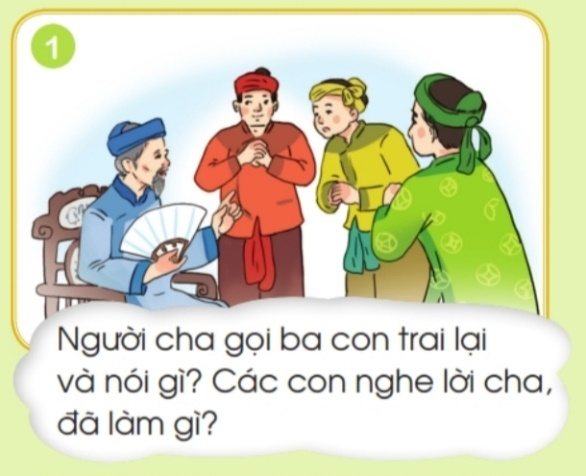 1
Người cha gọi ba con trai lại
và nói gì? Các con nghe lời cha,
đã làm gì?